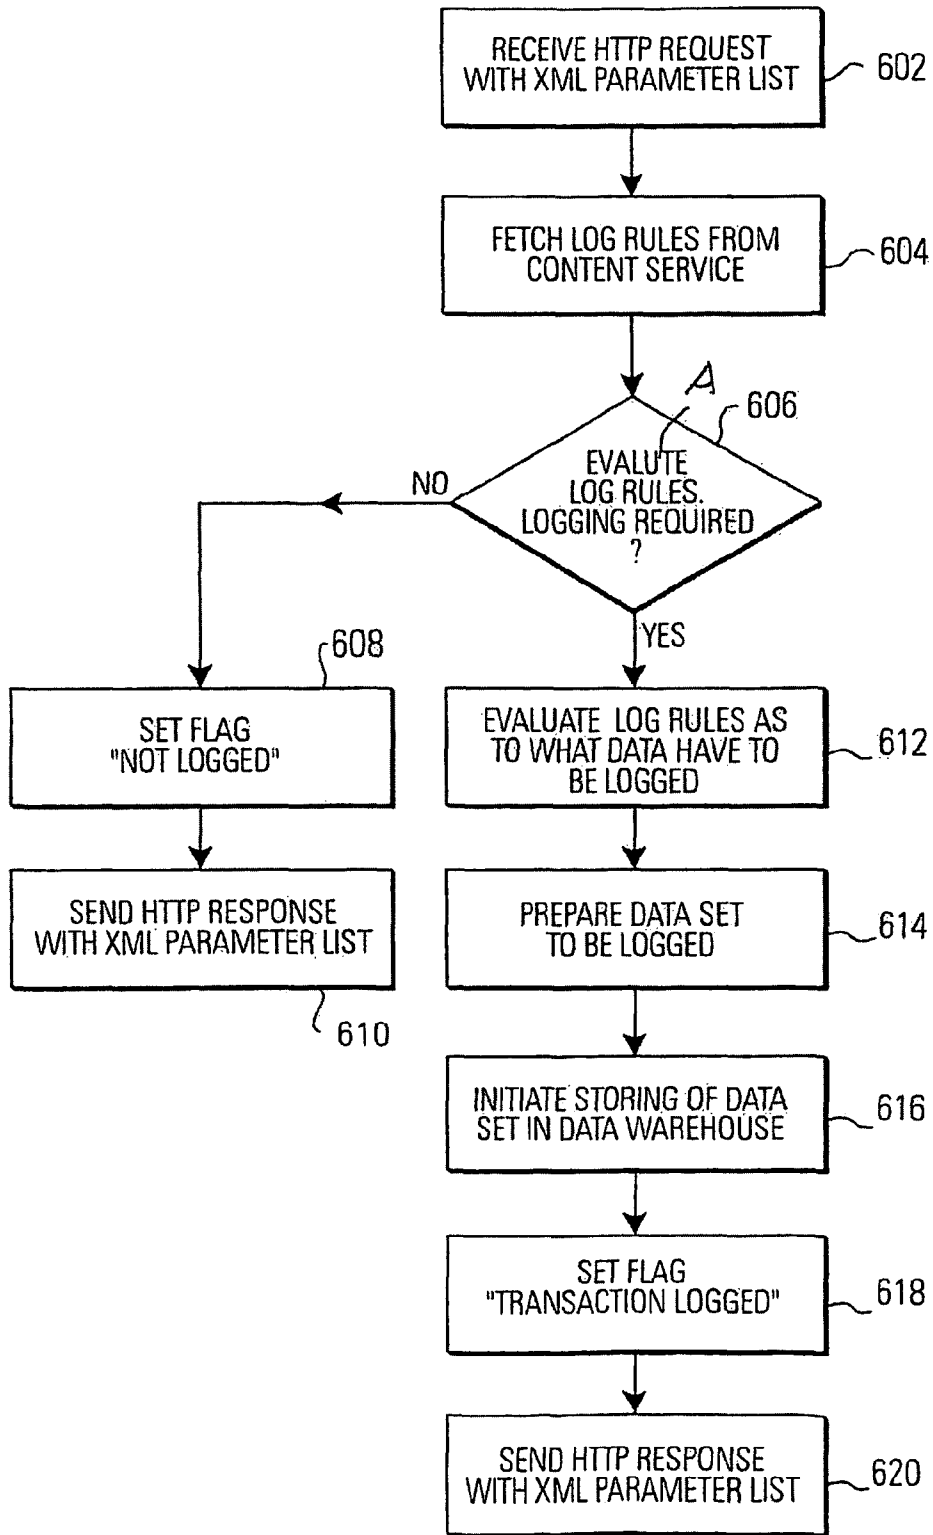 RECEIVE HTTP REQUEST
WITH XML PARAMETER LIST
602
FETCH LOG RULES FROM
CONTENT SERVICE
604
A
606
EVALUTE
LOG RULES.
LOGGING REQUIRED
?
NO
YES
608
SET FLAG
"NOT LOGGED"
EVALUATE LOG RULES AS
TO WHAT DATA HAVE TO
BE LOGGED
612
SEND HTTP RESPONSE
WITH XML PARAMETER LIST
610
PREPARE DATA SET
TO BE LOGGED
614
INITIATE STORING OF DATA
SET IN DATA WAREHOUSE
616
SET FLAG
"TRANSACTION LOGGED"
618
SEND HTTP RESPONSE
WITH XML PARAMETER LIST
620